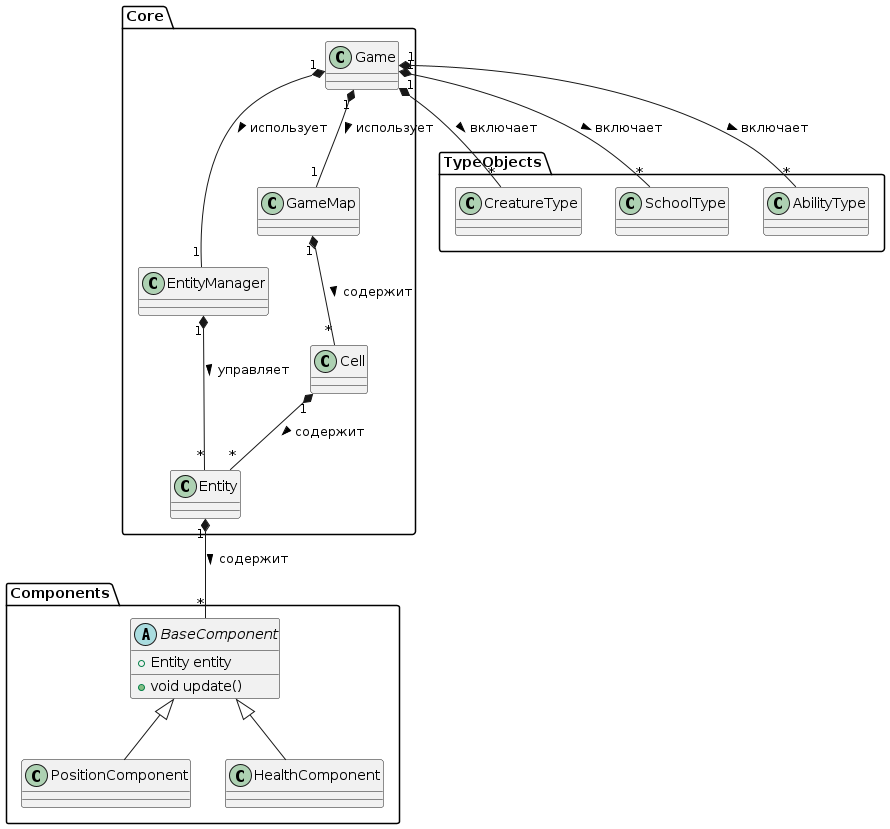 Core
C Game
1
1
1
1
1
использует
использует
включает
включает
включает
TypeObjects
1
*
*
*
C GameMap
C CreatureType
C SchoolType
C AbilityType
1
1
C EntityManager
содержит
1
*
C Cell
управляет
1
содержит
*
*
C Entity
1
содержит
Components
*
A BaseComponent
Entity entity
void update()
C PositionComponent
C HealthComponent